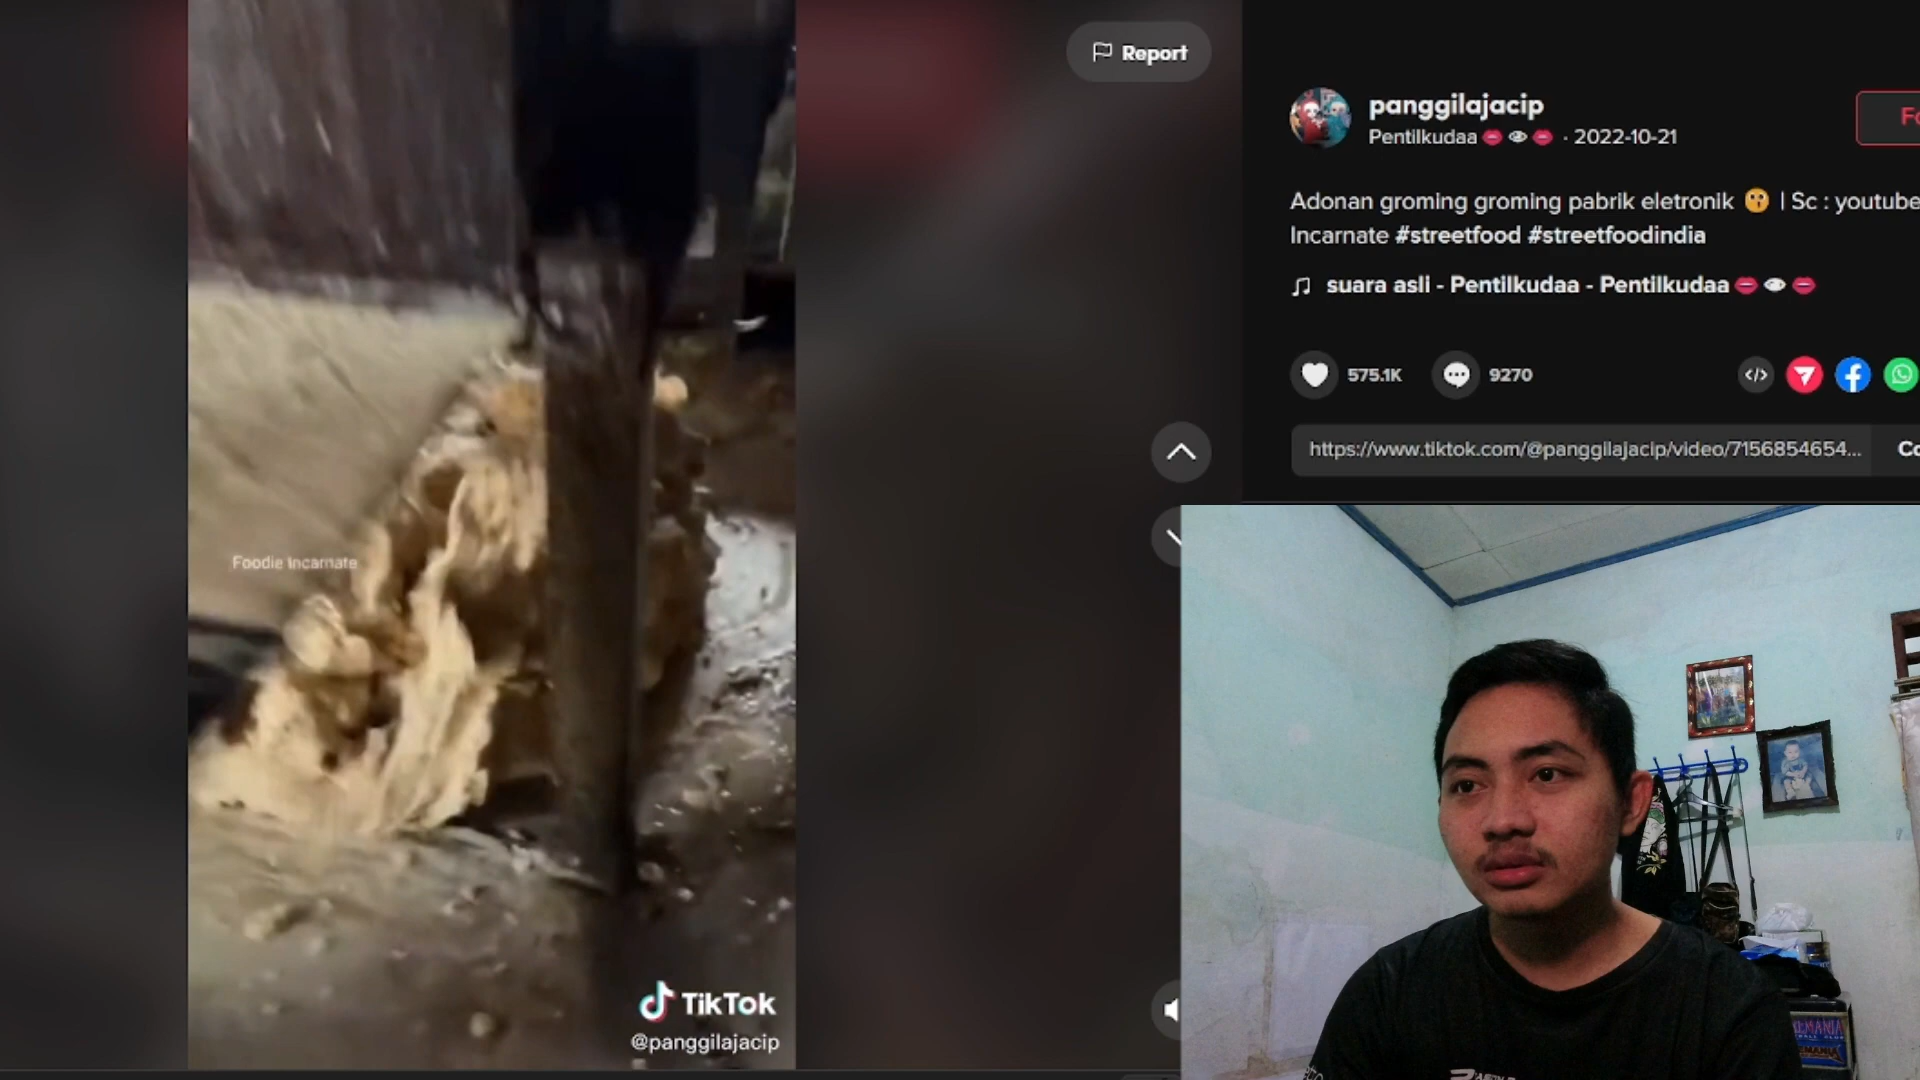 Report
panggilajacip
Pentilkudaa · 2022-10-21
Adonan groming groming pabrik eletronik | Sc : youtube
Incarnate #streetfood #streetfoodindia
suara asli - Pentilkudaa - Pentilkudaa
575.1K
9270
https://www.tiktok.com/@panggilajacip/video/7156854654...
Foodie Incarnate
TikTok
@panggilajacip